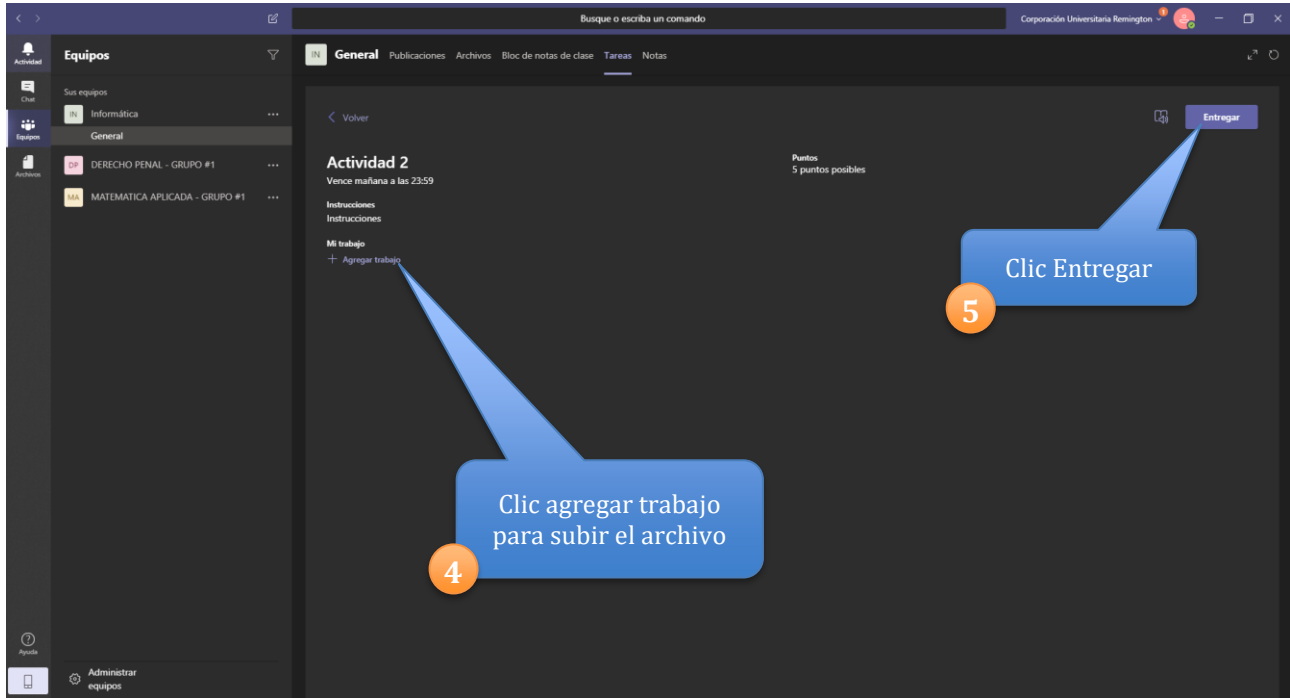 Busque o escriba un comando
Corporación Universitaria Remington
Actividad
Chat
Equipos
Archivos
Ayuda
Equipos
Sus equipos
IN Informática
General
DP DERECHO PENAL - GRUPO #1
MA MATEMATICA APLICADA - GRUPO #1
Administrar
equipos
IN General Publicaciones Archivos Bloc de notas de clase Tareas Notas
Volver
Entregar
Actividad 2
Vence mañana a las 23:59
Puntos
5 puntos posibles
Instrucciones
Instrucciones
Mi trabajo
Agregar trabajo
Clic Entregar
5
Clic agregar trabajo
para subir el archivo
4